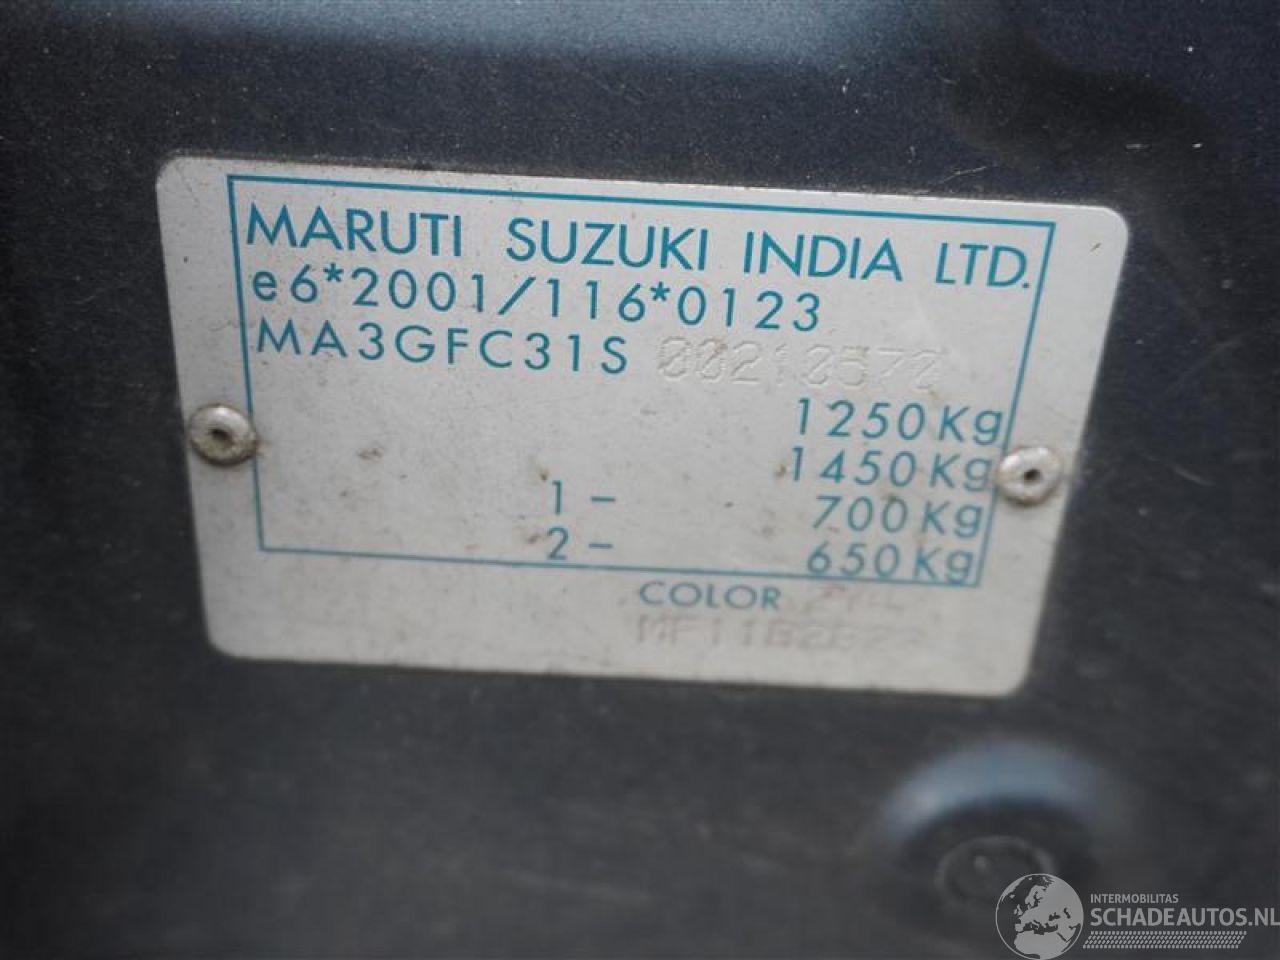 MARUTI SUZUKI INDIA LTD.
e6*2001/116*0123
MA3GFC31S 00210570
1250Kg
1450Kg
1- 700Kg
2- 650Kg
COLOR
INTERMOBILITAS
SCHADEAUTOS.NL